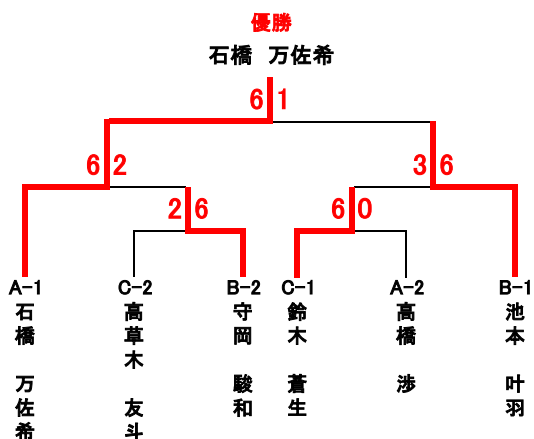 優勝
石橋 万佐希
6 1
6 2
3 6
2 6
6 0
A-1
C-2
B-2
C-1
A-2
B-1
石橋 万佐希
高草木 友斗
守岡 駿和
鈴木 蒼生
高橋 渉
池本 叶羽